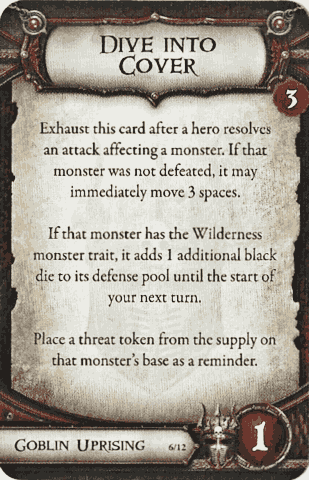 Dive into
Cover
3
Exhaust this card after a hero resolves
an attack affecting a monster. If that
monster was not defeated, it may
immediately move 3 spaces.
If that monster has the Wilderness
monster trait, it adds 1 additional black
die to its defense pool until the start of
your next turn.
Place a threat token from the supply on
that monster's base as a reminder.
Goblin Uprising 6/12
1